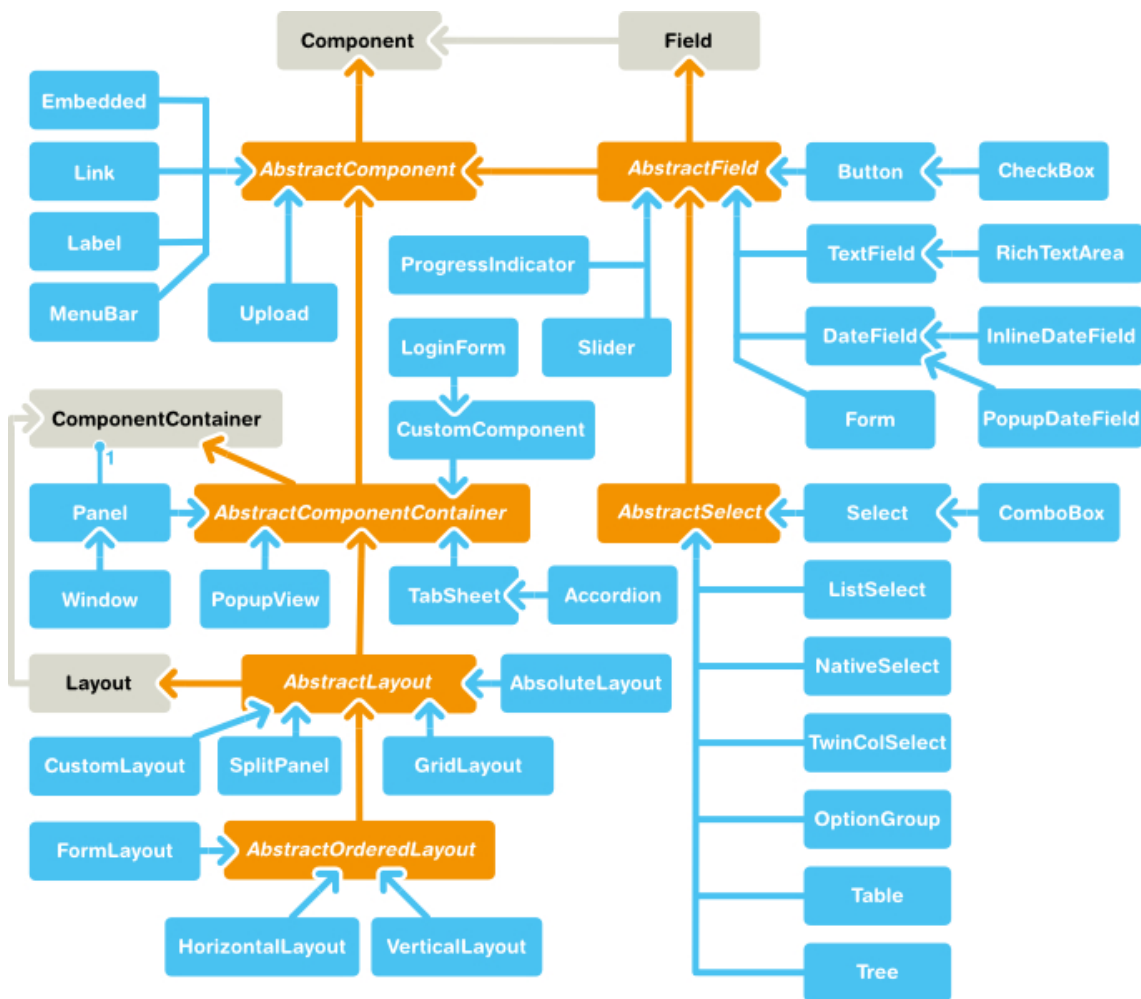 Component
Field
Embedded
AbstractComponent
AbstractField
Button
CheckBox
Link
Label
ProgressIndicator
TextField
RichTextArea
MenuBar
Upload
LoginForm
Slider
DateField
InlineDateField
ComponentContainer
CustomComponent
Form
PopupDateField
1
Panel
AbstractComponentContainer
AbstractSelect
Select
ComboBox
Window
PopupView
TabSheet
Accordion
ListSelect
Layout
AbstractLayout
AbsoluteLayout
NativeSelect
CustomLayout
SplitPanel
GridLayout
TwinColSelect
OptionGroup
FormLayout
AbstractOrderedLayout
Table
HorizontalLayout
VerticalLayout
Tree